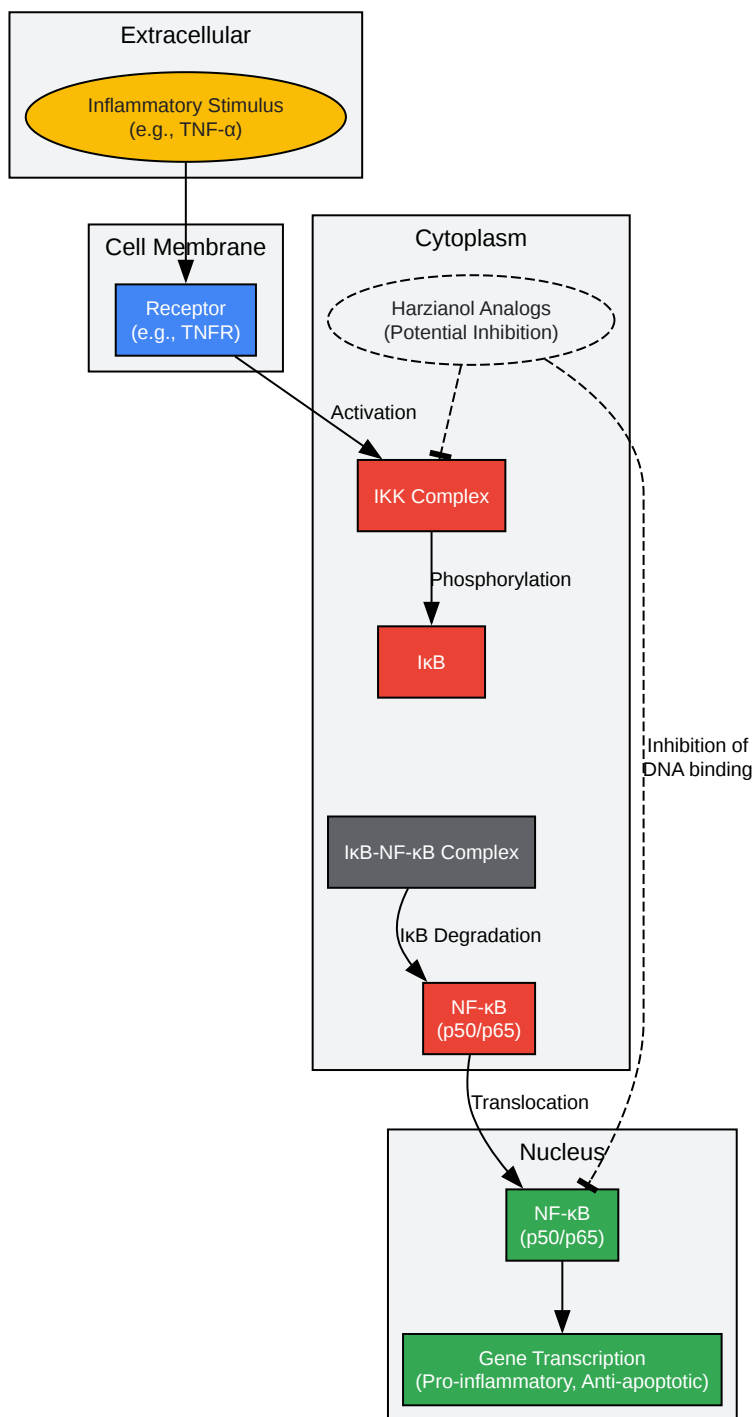 Extracellular
Inflammatory Stimulus
(e.g., TNF-α)
Cell Membrane
Receptor
(e.g., TNFR)
Cytoplasm
Harzianol Analogs
(Potential Inhibition)
Activation
IKK Complex
Phosphorylation
IκB
Inhibition of
DNA binding
IκB-NF-κB Complex
IκB Degradation
NF-κB
(p50/p65)
Translocation
Nucleus
NF-κB
(p50/p65)
Gene Transcription
(Pro-inflammatory, Anti-apoptotic)